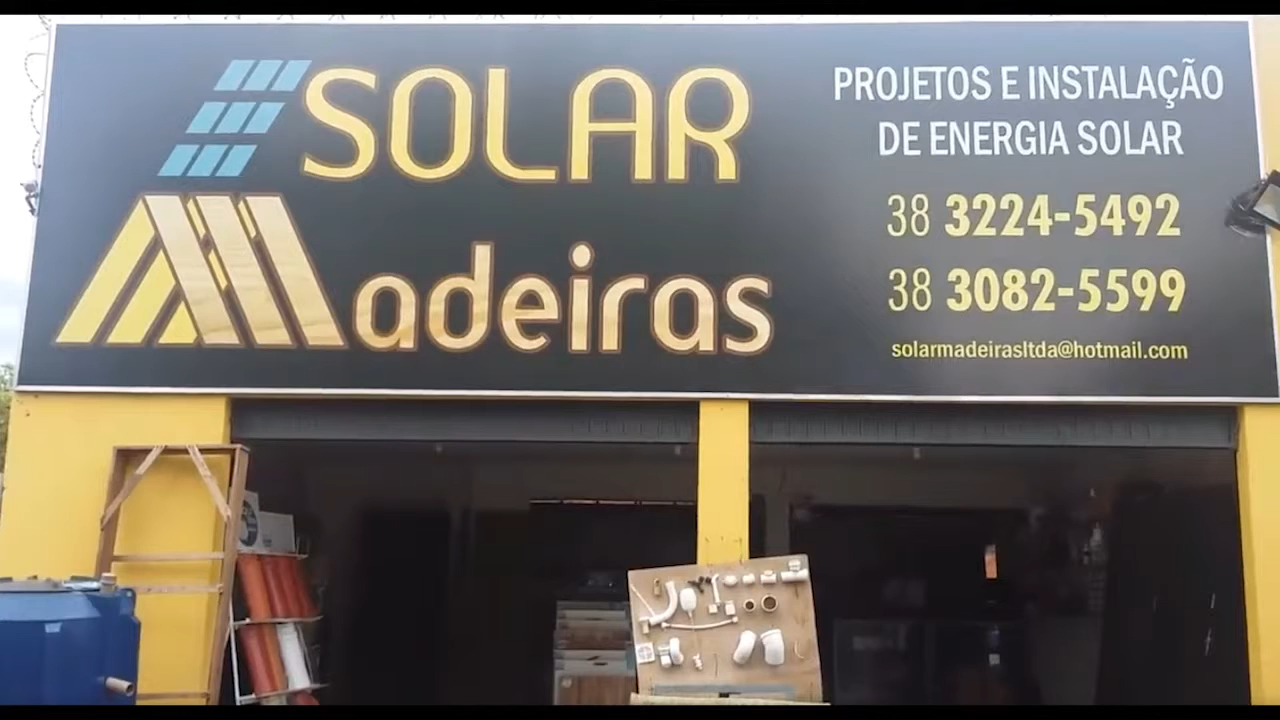 SOLAR
Madeiras
PROJETOS E INSTALAÇÃO
DE ENERGIA SOLAR
38 3224-5492
38 3082-5599
solarmadeirasltda@hotmail.com